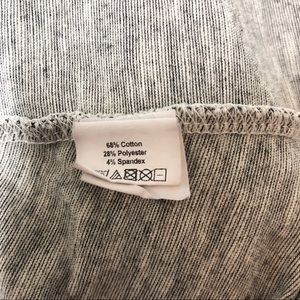 68% Cotton
28% Polyester
4% Spandex